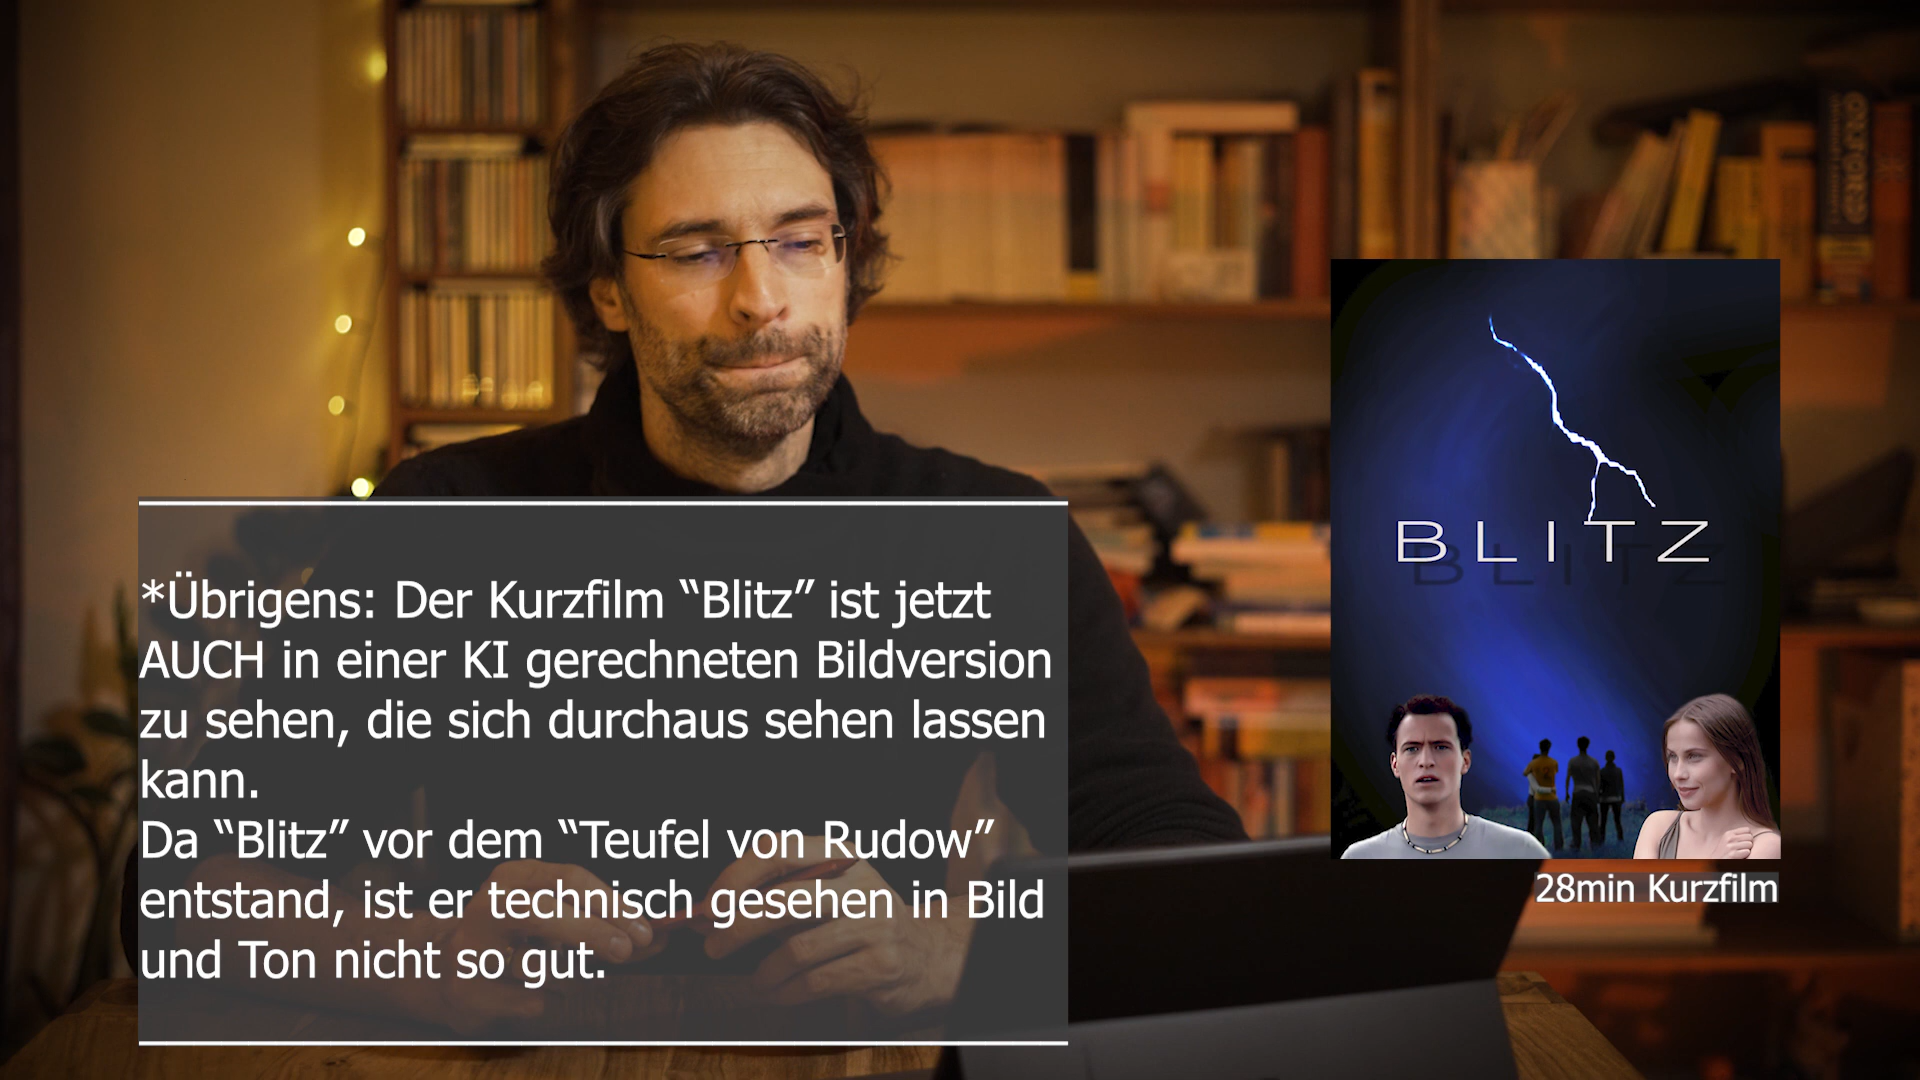 *Übrigens: Der Kurzfilm “Blitz” ist jetzt
AUCH in einer KI gerechneten Bildversion
zu sehen, die sich durchaus sehen lassen
kann.
Da “Blitz” vor dem “Teufel von Rudow”
entstand, ist er technisch gesehen in Bild
und Ton nicht so gut.
BLITZ
28min Kurzfilm